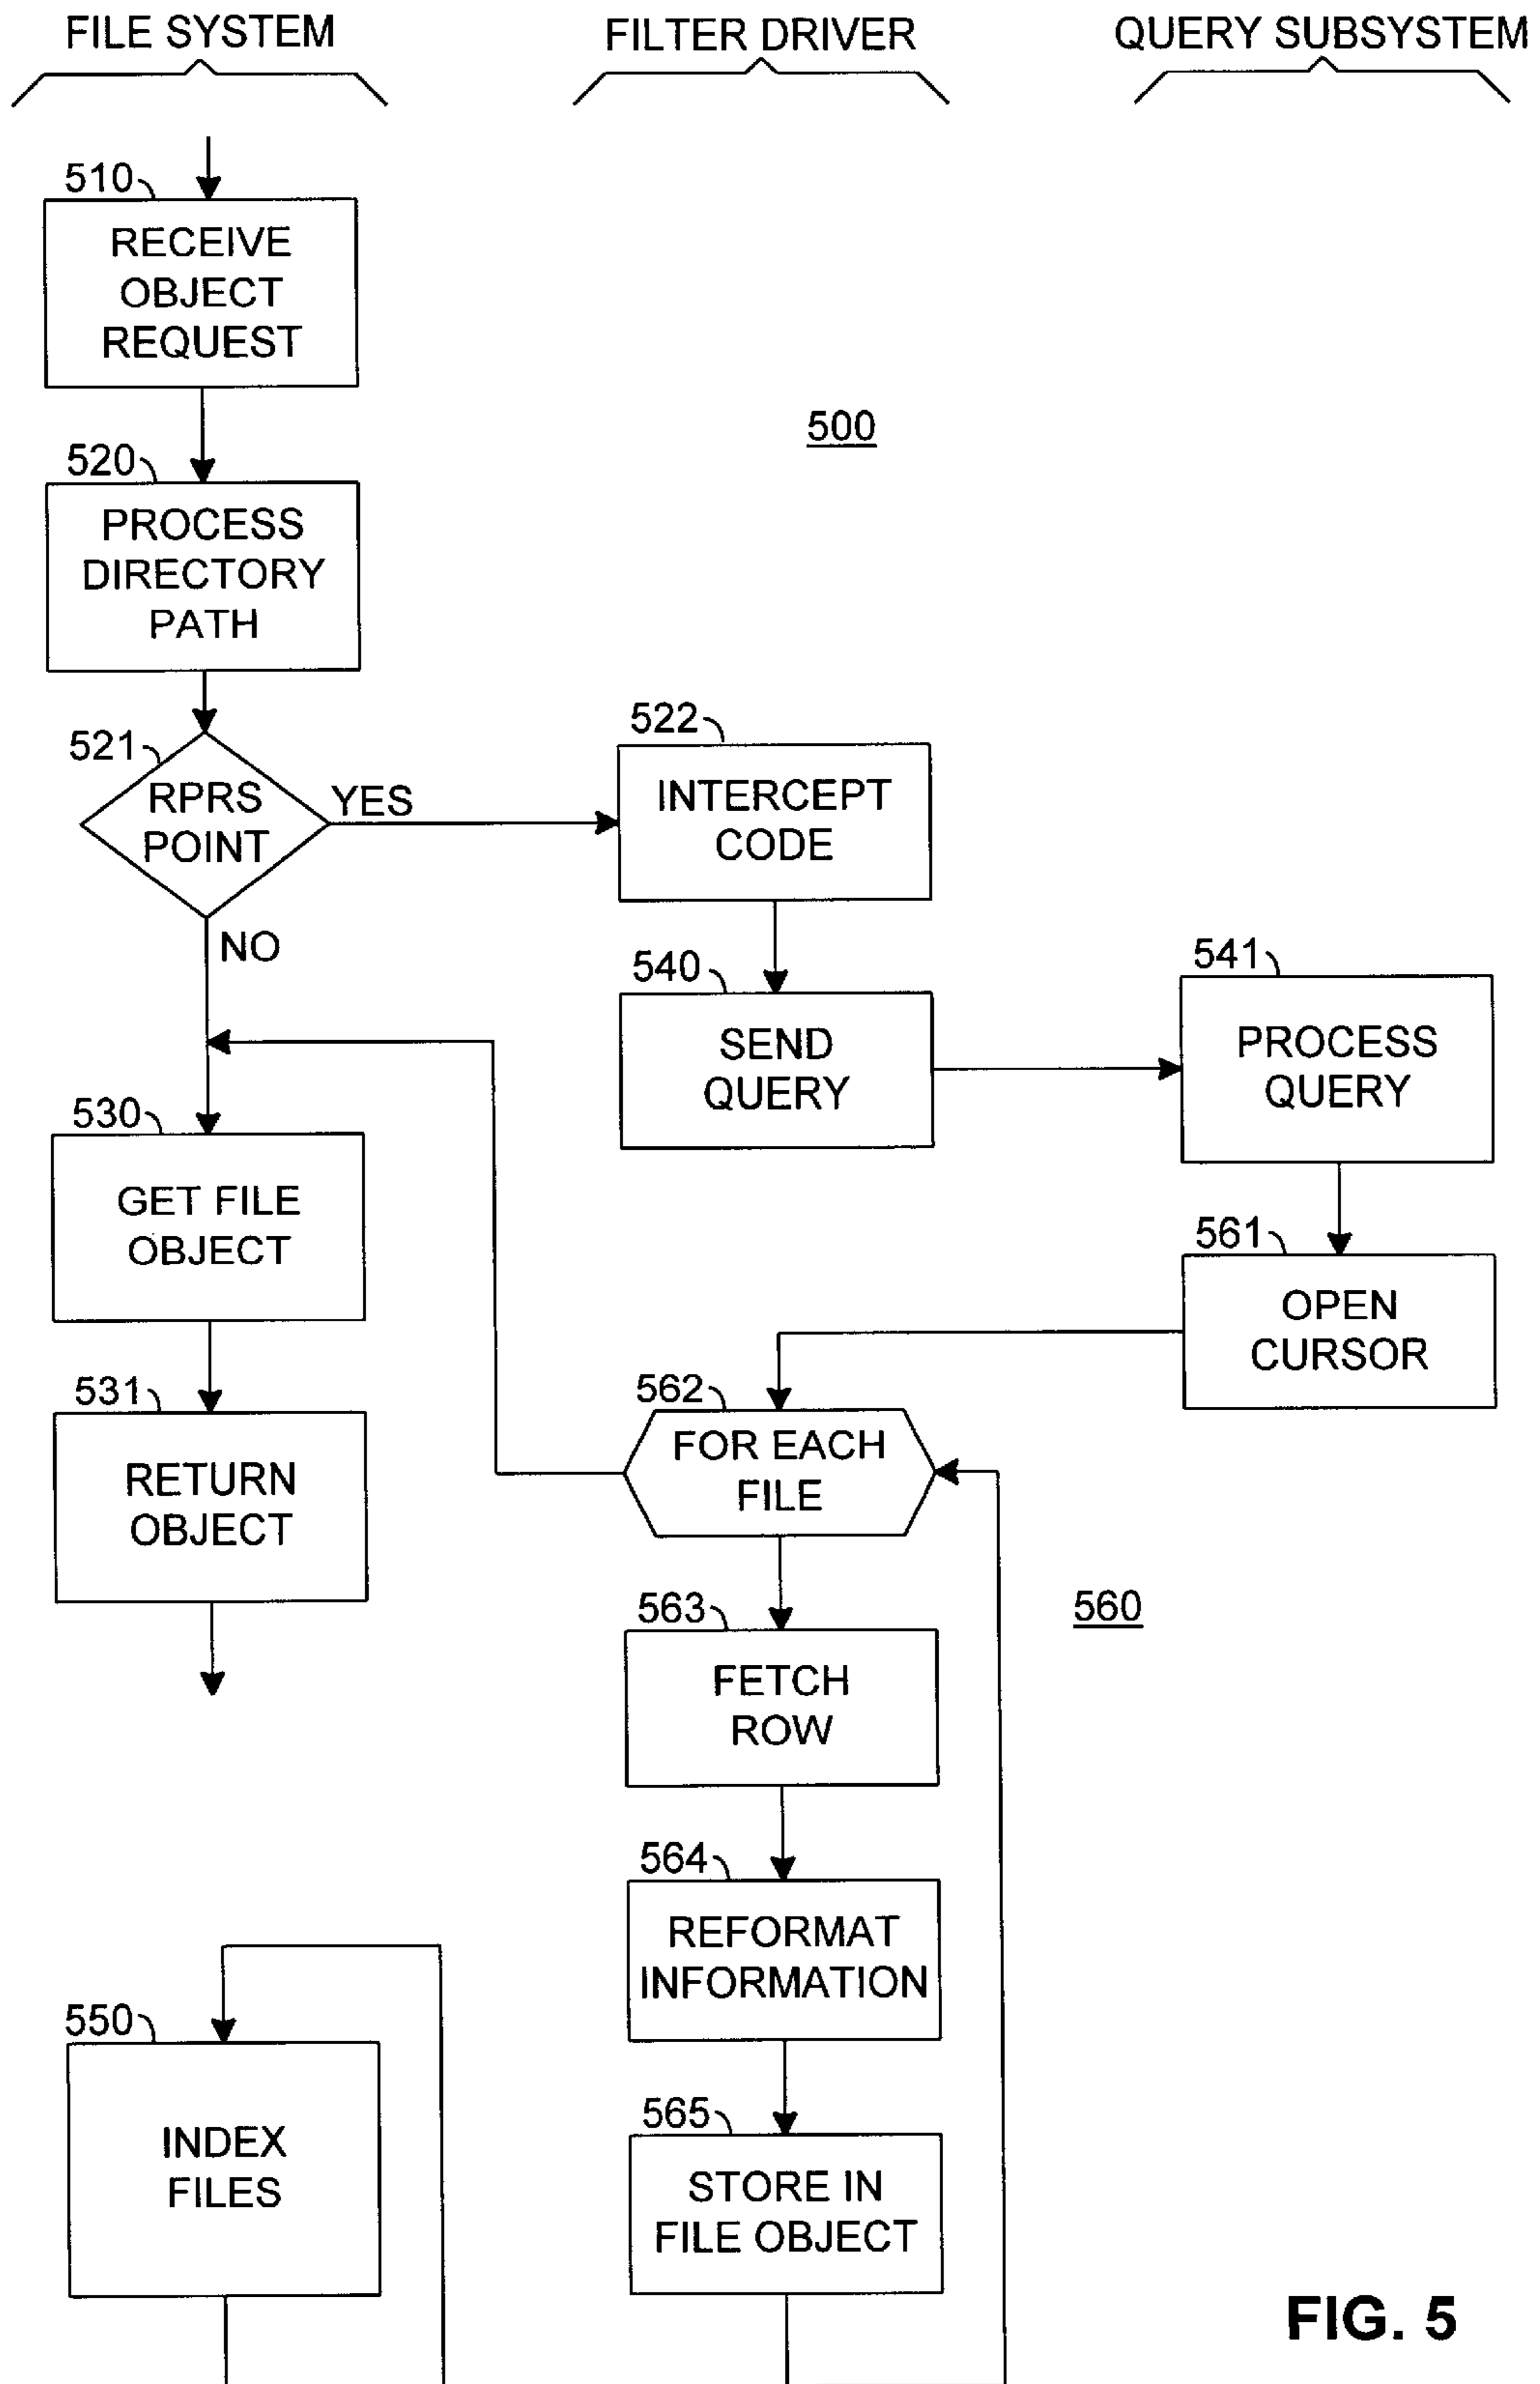 FILE SYSTEM
FILTER DRIVER
QUERY SUBSYSTEM
510
RECEIVE
OBJECT
REQUEST
500
520
PROCESS
DIRECTORY
PATH
521
RPRS
POINT
YES
NO
522
INTERCEPT
CODE
540
SEND
QUERY
541
PROCESS
QUERY
530
GET FILE
OBJECT
561
OPEN
CURSOR
531
RETURN
OBJECT
562
FOR EACH
FILE
560
563
FETCH
ROW
564
REFORMAT
INFORMATION
550
INDEX
FILES
565
STORE IN
FILE OBJECT
FIG. 5